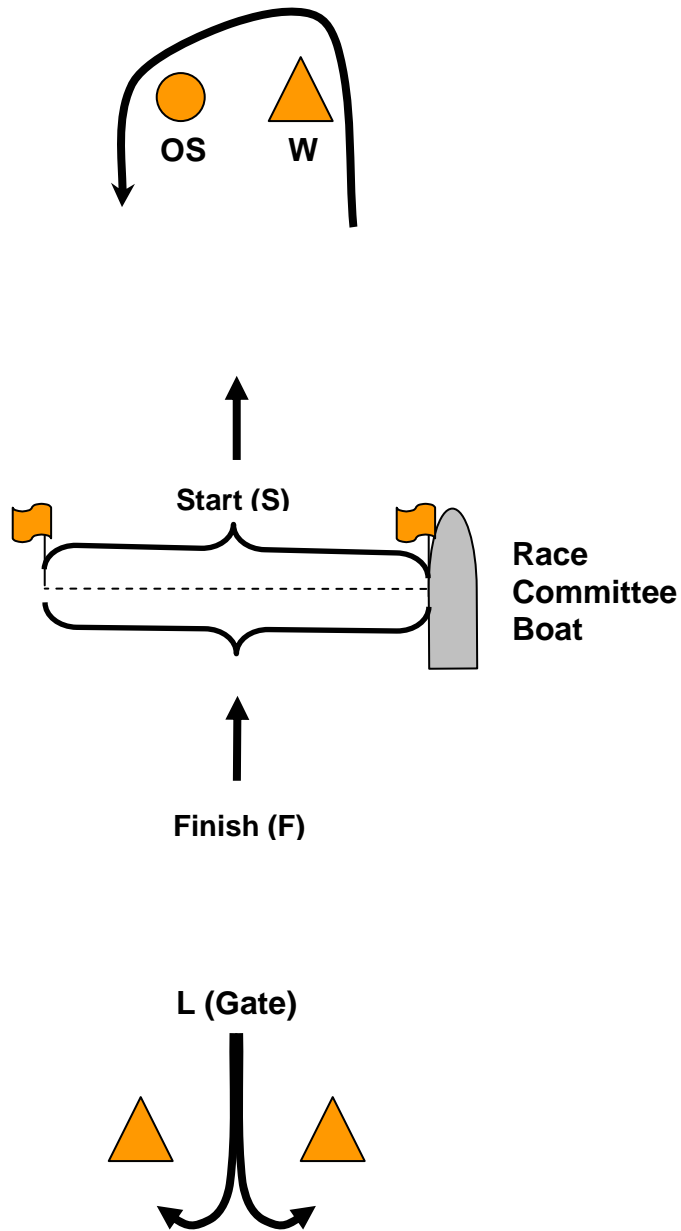 OS W
Start (S)
Race
Committee
Boat
Finish (F)
L (Gate)